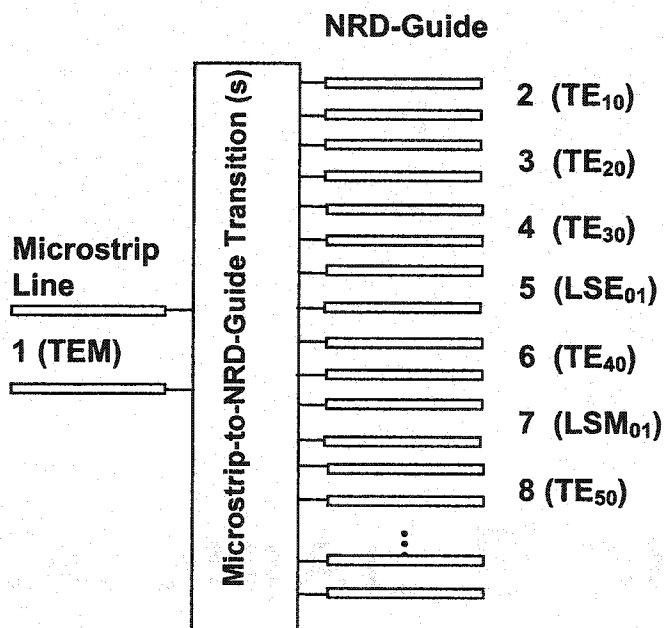 NRD-Guide
Microstrip-to-NRD-Guide Transition (s)
2 (TE₁₀)
3 (TE₂₀)
4 (TE₃₀)
Microstrip
Line
5 (LSE₀₁)
1 (TEM)
6 (TE₄₀)
7 (LSM₀₁)
8 (TE₅₀)